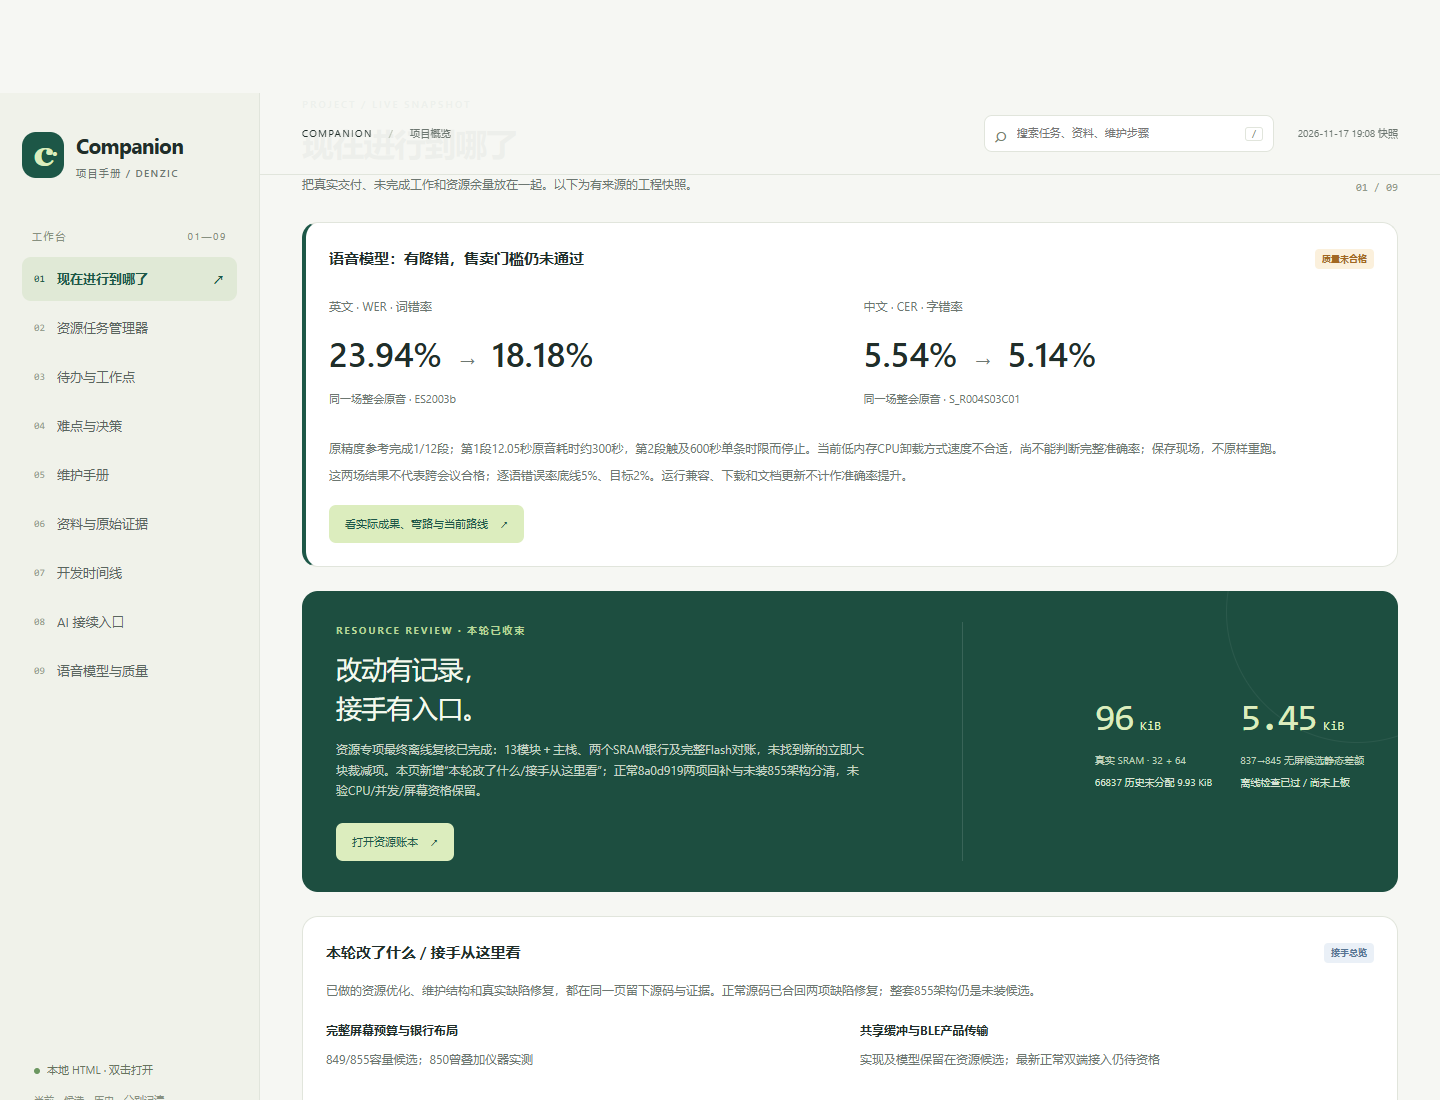 Companion
项目手册 / DENZIC
工作台
01—09
01 现在进行到哪了 ↗
02 资源任务管理器
03 待办与工作点
04 难点与决策
05 维护手册
06 资料与原始证据
07 开发时间线
08 AI 接续入口
09 语音模型与质量
本地 HTML · 双击打开
PROJECT / LIVE SNAPSHOT
COMPANION / 项目概览
搜索任务、资料、维护步骤 /
2026-11-17 19:08 快照
现在进行到哪了
把真实交付、未完成工作和资源余量放在一起。以下为有来源的工程快照。
01 / 09
语音模型：有降错，售卖门槛仍未通过
质量未合格
英文 · WER · 词错率
23.94% → 18.18%
同一场整会原音 · ES2003b
中文 · CER · 字错率
5.54% → 5.14%
同一场整会原音 · S_R004S03C01
原精度参考完成1/12段；第1段12.05秒原音耗时约300秒，第2段触及600秒单条时限而停止。当前低内存CPU卸载方式速度不合适，尚不能判断完整准确率；保存现场，不原样重跑。
这两场结果不代表跨会议合格；逐语错误率底线5%、目标2%。运行兼容、下载和文档更新不计作准确率提升。
看实际成果、弯路与当前路线 ↗
RESOURCE REVIEW · 本轮已收束
改动有记录，
接手有入口。
资源专项最终离线复核已完成：13模块 + 主栈、两个SRAM银行及完整Flash对账，未找到新的立即大
块裁减项。本页新增“本轮改了什么/接手从这里看”；正常8a0d919两项回补与未装855架构分清，未
验CPU/并发/屏幕资格保留。
打开资源账本 ↗
96 KiB
真实 SRAM · 32 + 64
66837 历史未分配 9.93 KiB
5.45 KiB
837→845 无屏候选静态差额
离线检查已过 / 尚未上板
本轮改了什么 / 接手从这里看
接手总览
已做的资源优化、维护结构和真实缺陷修复，都在同一页留下源码与证据。正常源码已合回两项缺陷修复；整套855架构仍是未装候选。
完整屏幕预算与银行布局
849/855容量候选；850曾叠加仪器实测
共享缓冲与BLE产品传输
实现及模型保留在资源候选；最新正常双端接入仍待资格